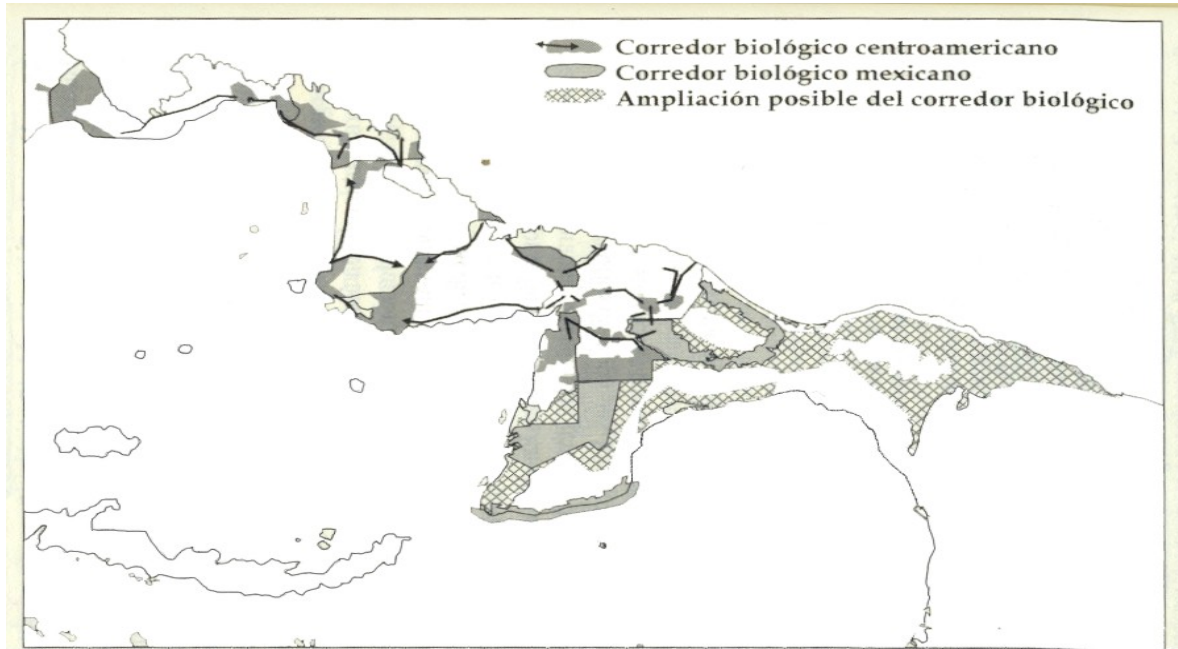 Corredor biológico centroamericano
Corredor biológico mexicano
Ampliación posible del corredor biológico